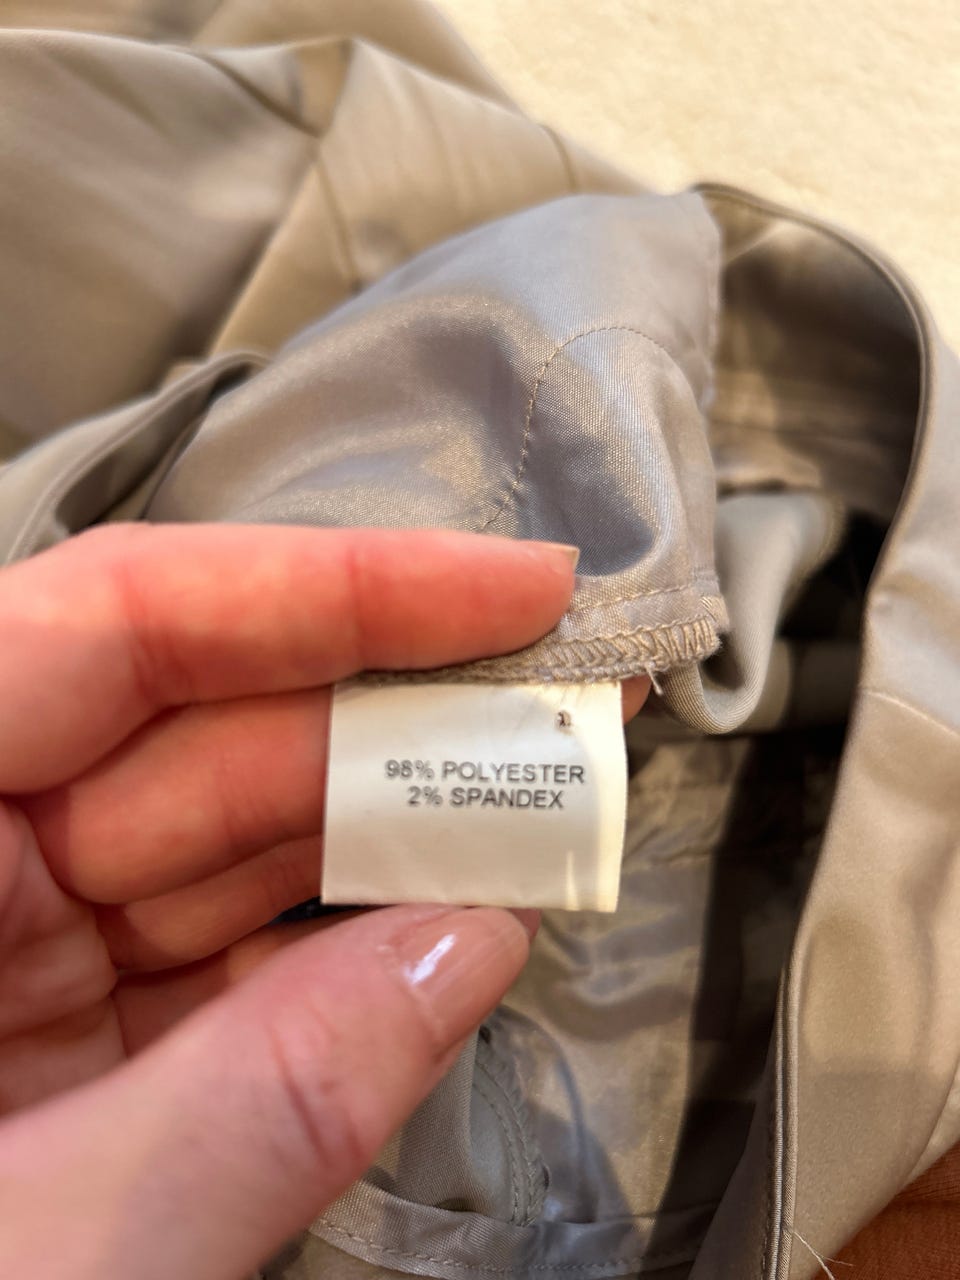 98% POLYESTER
2% SPANDEX